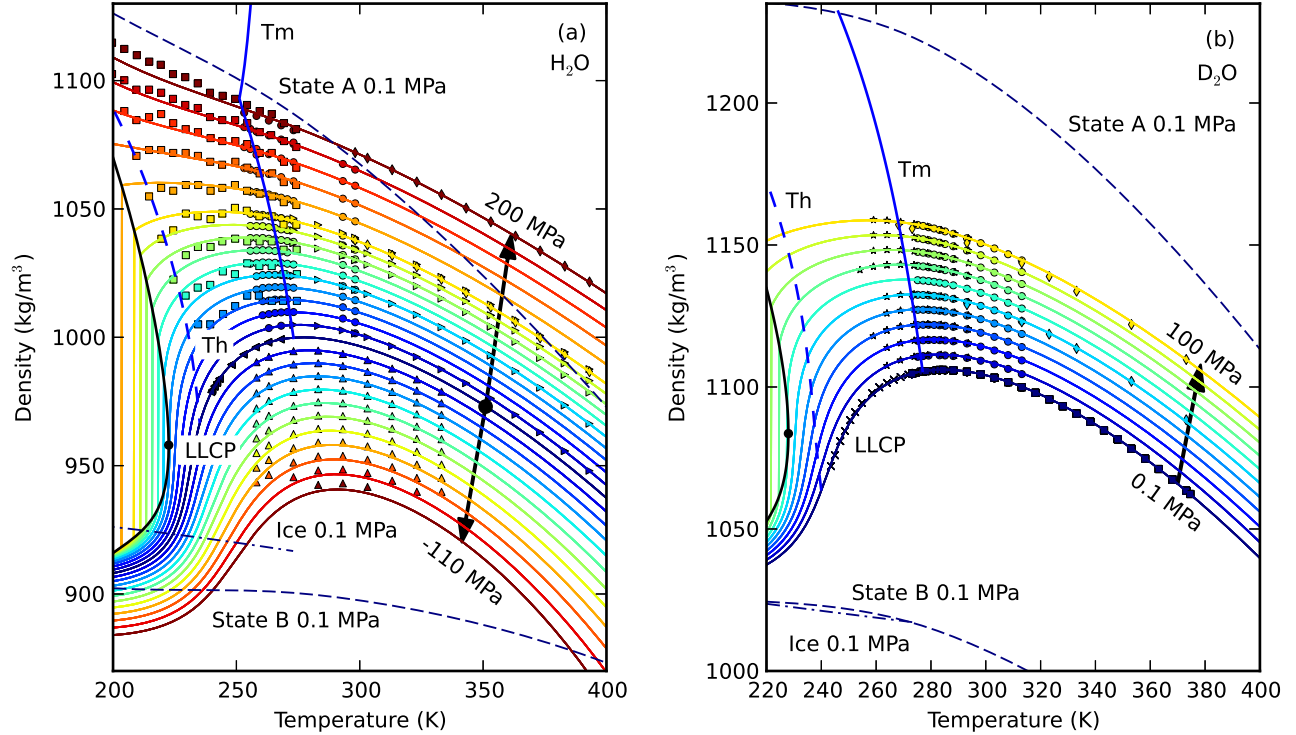 (a)
H₂O
Tm
State A 0.1 MPa
200 MPa
Th
LLCP
Ice 0.1 MPa
-110 MPa
State B 0.1 MPa
Density (kg/m³)
1100
1050
1000
950
900
200 250 300 350 400
Temperature (K)
(b)
D₂O
State A 0.1 MPa
Tm
Th
100 MPa
LLCP
0.1 MPa
State B 0.1 MPa
Ice 0.1 MPa
Density (kg/m³)
1200
1150
1100
1050
1000
220 240 260 280 300 320 340 360 380 400
Temperature (K)